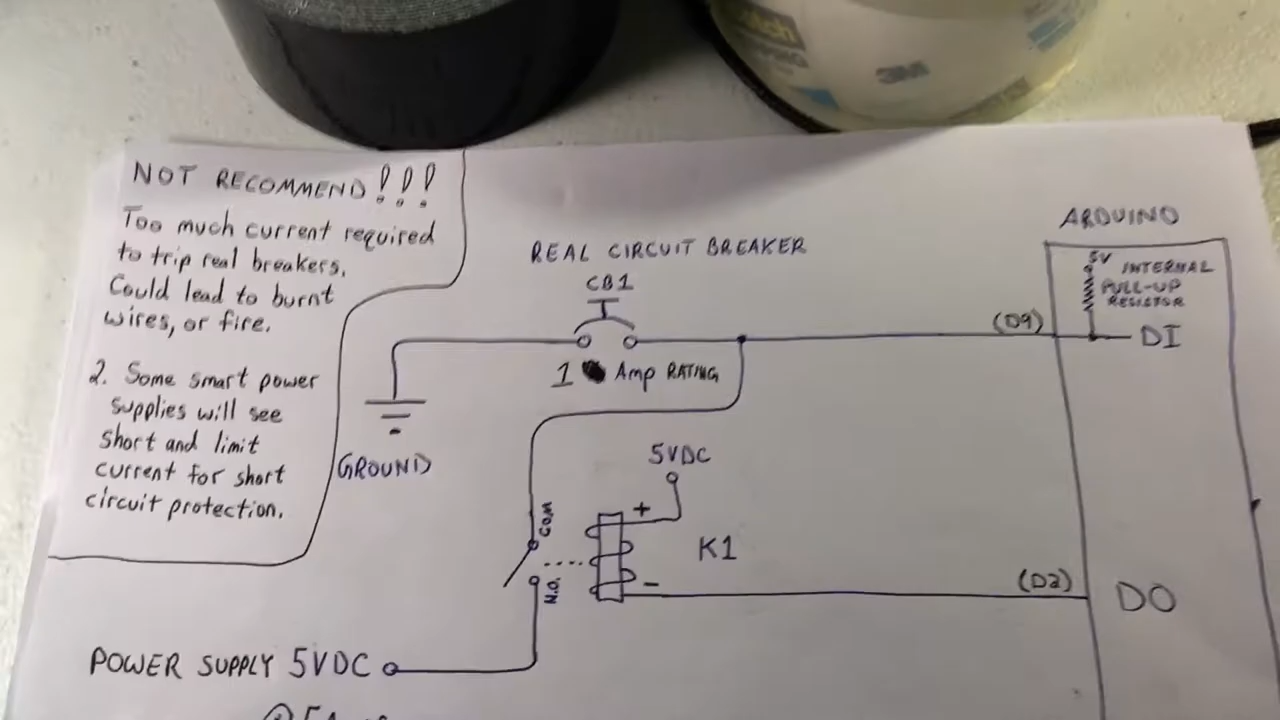 NOT RECOMMEND!!!
Too much current required
to trip real breakers.
Could lead to burnt
wires, or fire.
2. Some smart power
supplies will see
short and limit
current for short
circuit protection.
REAL CIRCUIT BREAKER
CB1
1 Amp RATING
GROUND
ARDUINO
5V
INTERNAL
PULL-UP
RESISTOR
(D9)
DI
5VDC
+
COM
K1
N.O.
-
(D2)
DO
POWER SUPPLY 5VDC
3M